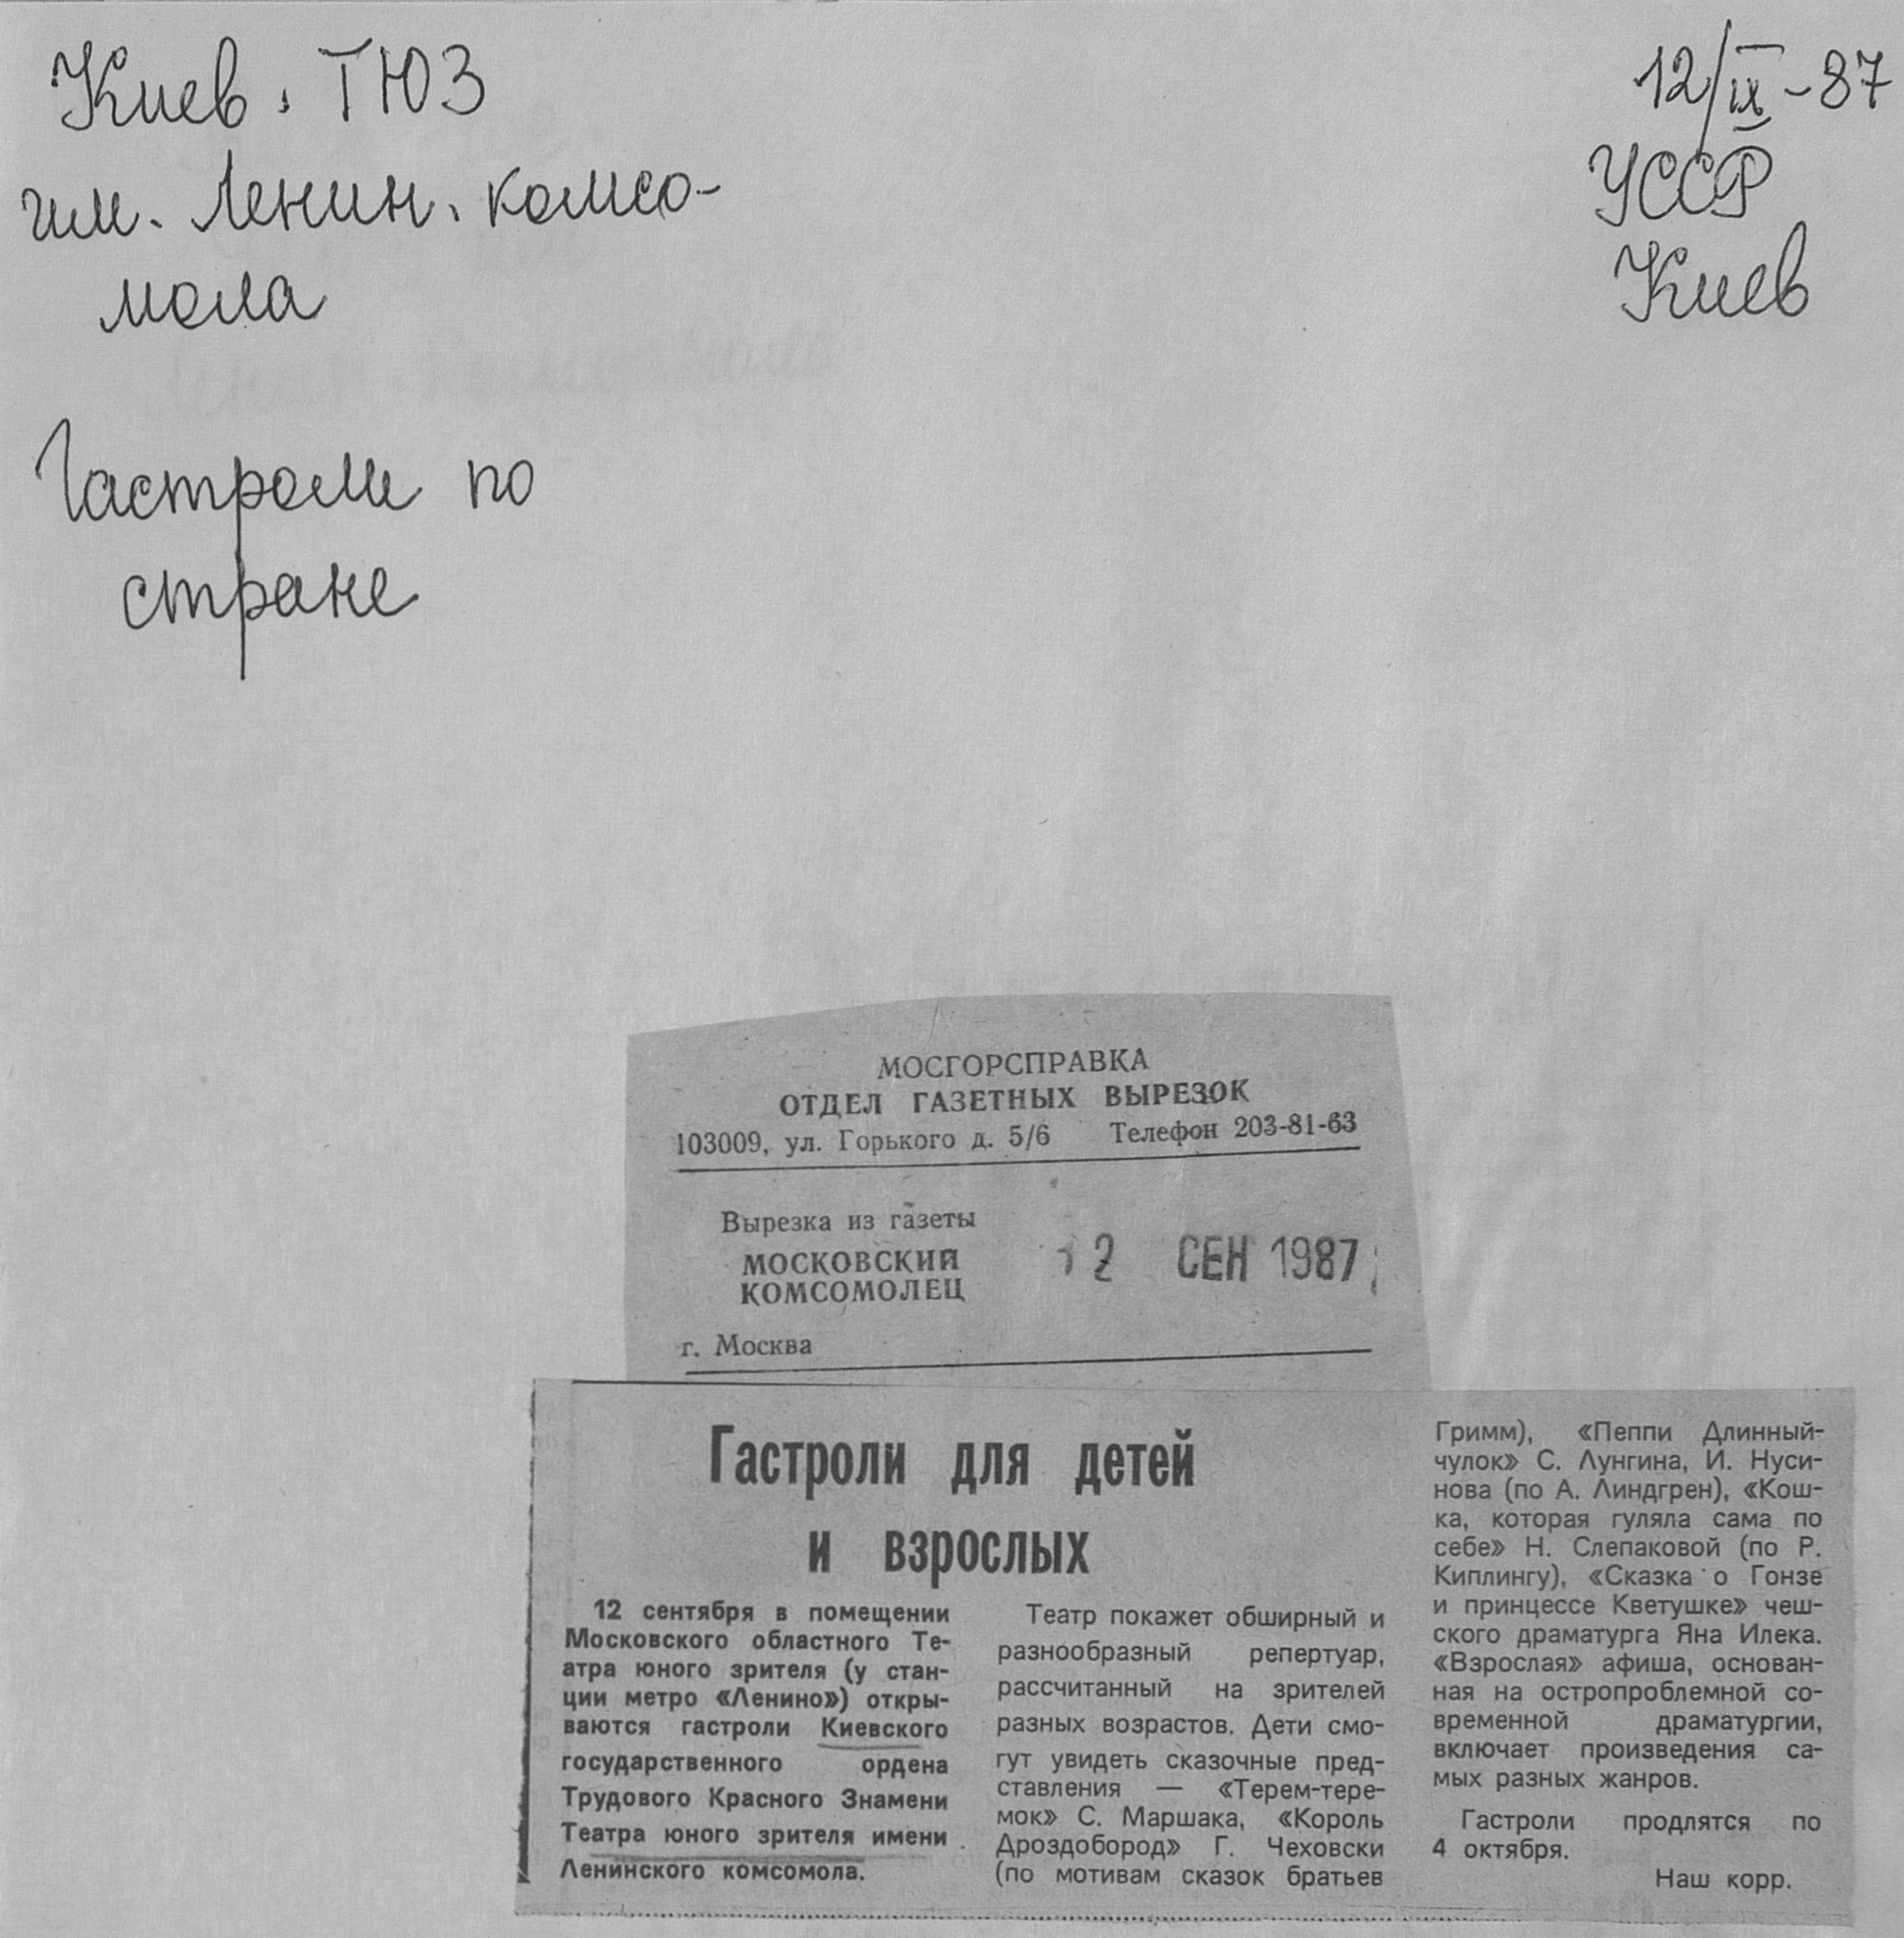 Киев. ТЮЗ
им. Ленин. комсо-
мола
Гастроли по
стране
12/IX-87
УССР
Киев
МОСГОРСПРАВКА
ОТДЕЛ ГАЗЕТНЫХ ВЫРЕЗОК
103009, ул. Горького д. 5/6 Телефон 203-81-63
Вырезка из газеты
МОСКОВСКИЙ
КОМСОМОЛЕЦ
12 СЕН 1987
г. Москва
Гастроли для детей
и взрослых
12 сентября в помещении
Московского областного Те-
атра юного зрителя (у стан-
ции метро «Ленино») откры-
ваются гастроли Киевского
государственного ордена
Трудового Красного Знамени
Театра юного зрителя имени
Ленинского комсомола.
Театр покажет обширный и
разнообразный репертуар,
рассчитанный на зрителей
разных возрастов. Дети смо-
гут увидеть сказочные пред-
ставления — «Терем-тере-
мок» С. Маршака, «Король
Дроздобород» Г. Чеховски
(по мотивам сказок братьев
Гримм), «Пеппи Длинный-
чулок» С. Лунгина, И. Нуси-
нова (по А. Линдгрен), «Кош-
ка, которая гуляла сама по
себе» Н. Слепаковой (по Р.
Киплингу), «Сказка о Гонзе
и принцессе Кветушке» чеш-
ского драматурга Яна Илека.
«Взрослая» афиша, основан-
ная на остропроблемной со-
временной драматургии,
включает произведения са-
мых разных жанров.
Гастроли продлятся по
4 октября.
Наш корр.